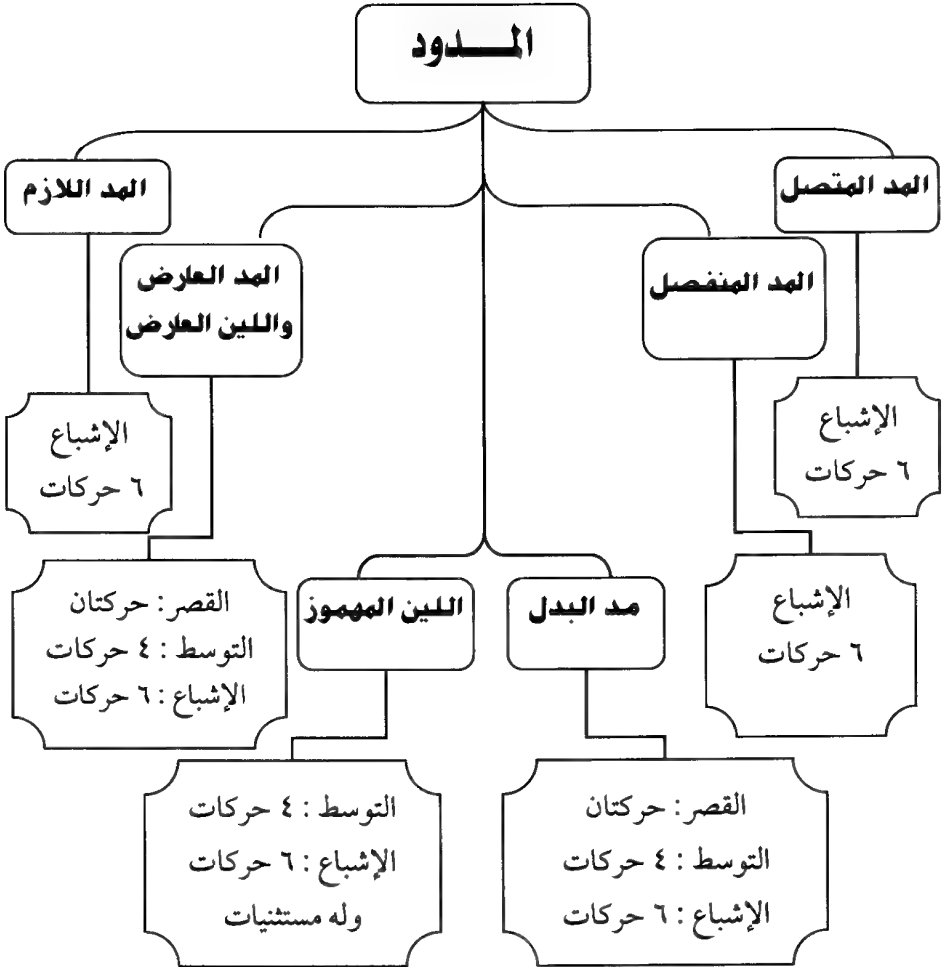 المــدود
المد المتصل
الإشباع
٦ حركات
المد المنفصل
الإشباع
٦ حركات
مد البدل
القصر: حركتان
التوسط : ٤ حركات
الإشباع : ٦ حركات
اللين المهموز
التوسط : ٤ حركات
الإشباع : ٦ حركات
وله مستثنيات
المد العارض
واللين العارض
القصر: حركتان
التوسط : ٤ حركات
الإشباع : ٦ حركات
المد اللازم
الإشباع
٦ حركات